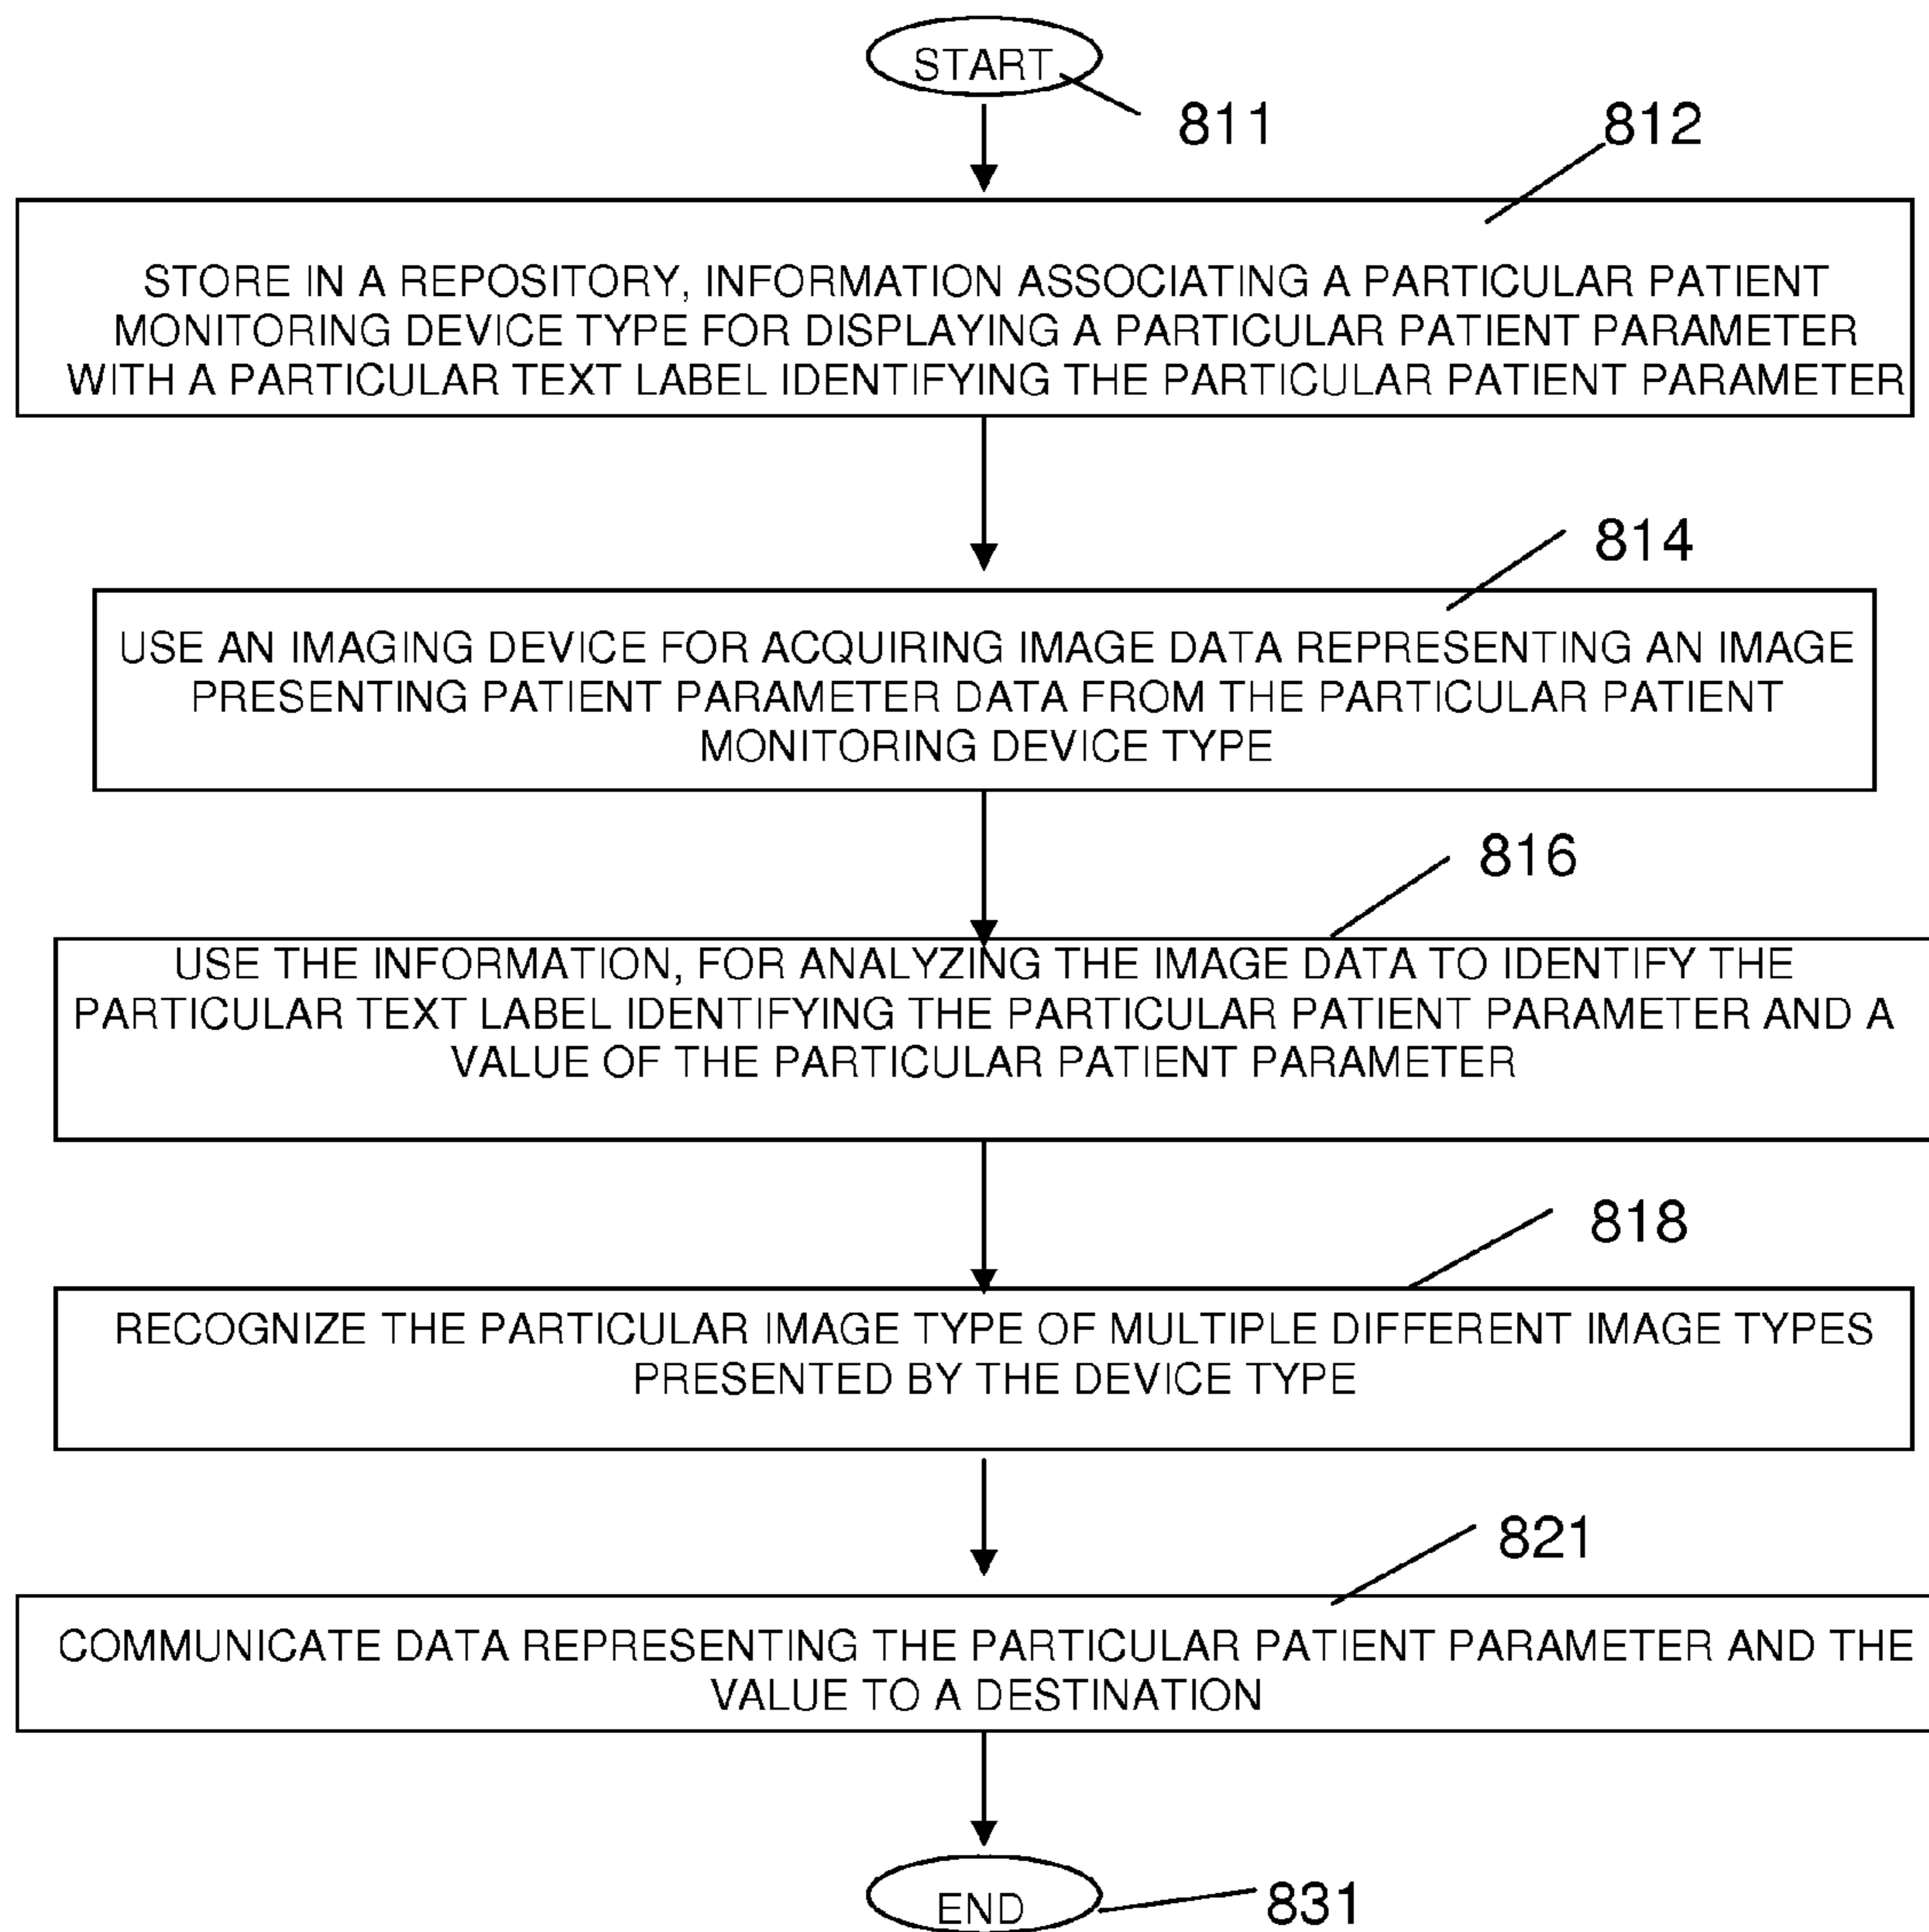 START
811
812
STORE IN A REPOSITORY, INFORMATION ASSOCIATING A PARTICULAR PATIENT
MONITORING DEVICE TYPE FOR DISPLAYING A PARTICULAR PATIENT PARAMETER
WITH A PARTICULAR TEXT LABEL IDENTIFYING THE PARTICULAR PATIENT PARAMETER
814
USE AN IMAGING DEVICE FOR ACQUIRING IMAGE DATA REPRESENTING AN IMAGE
PRESENTING PATIENT PARAMETER DATA FROM THE PARTICULAR PATIENT
MONITORING DEVICE TYPE
816
USE THE INFORMATION, FOR ANALYZING THE IMAGE DATA TO IDENTIFY THE
PARTICULAR TEXT LABEL IDENTIFYING THE PARTICULAR PATIENT PARAMETER AND A
VALUE OF THE PARTICULAR PATIENT PARAMETER
818
RECOGNIZE THE PARTICULAR IMAGE TYPE OF MULTIPLE DIFFERENT IMAGE TYPES
PRESENTED BY THE DEVICE TYPE
821
COMMUNICATE DATA REPRESENTING THE PARTICULAR PATIENT PARAMETER AND THE
VALUE TO A DESTINATION
END
831